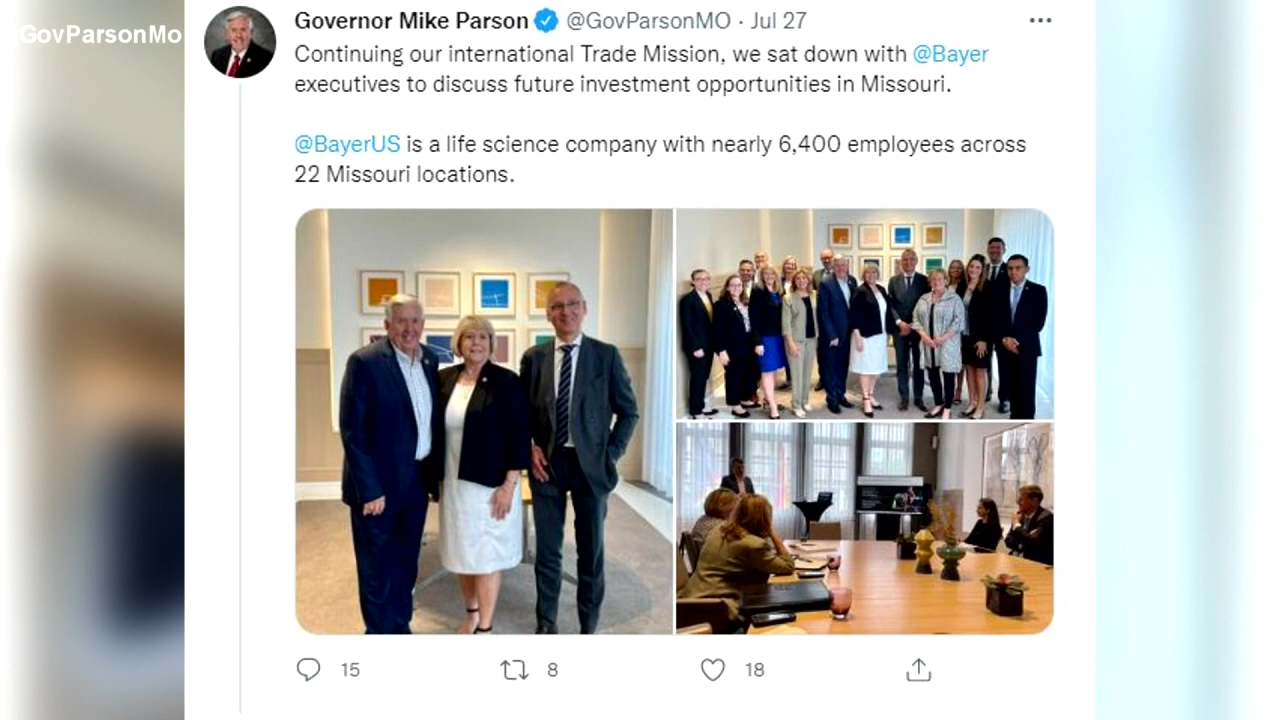 GovParsonMo
Governor Mike Parson @GovParsonMO · Jul 27
Continuing our international Trade Mission, we sat down with @Bayer
executives to discuss future investment opportunities in Missouri.
@BayerUS is a life science company with nearly 6,400 employees across
22 Missouri locations.
15 8 18